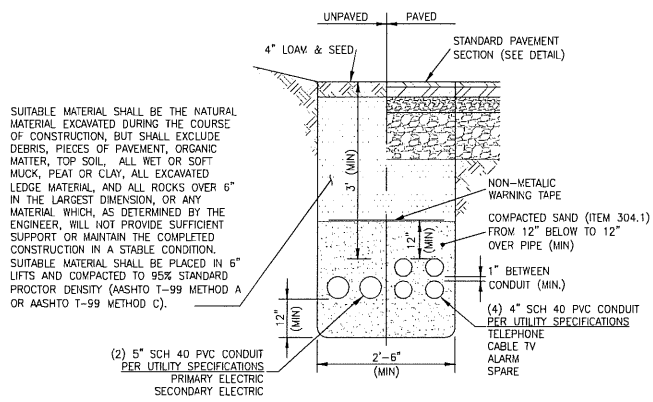 UNPAVED
PAVED
4" LOAM & SEED
STANDARD PAVEMENT
SECTION (SEE DETAIL)
SUITABLE MATERIAL SHALL BE THE NATURAL
MATERIAL EXCAVATED DURING THE COURSE
OF CONSTRUCTION, BUT SHALL EXCLUDE
DEBRIS, PIECES OF PAVEMENT, ORGANIC
MATTER, TOP SOIL, ALL WET OR SOFT
MUCK, PEAT OR CLAY, ALL EXCAVATED
LEDGE MATERIAL, AND ALL ROCKS OVER 6"
IN THE LARGEST DIMENSION, OR ANY
MATERIAL WHICH, AS DETERMINED BY THE
ENGINEER, WILL NOT PROVIDE SUFFICIENT
SUPPORT OR MAINTAIN THE COMPLETED
CONSTRUCTION IN A STABLE CONDITION.
SUITABLE MATERIAL SHALL BE PLACED IN 6"
LIFTS AND COMPACTED TO 95% STANDARD
PROCTOR DENSITY (AASHTO T-99 METHOD A
OR AASHTO T-99 METHOD C).
3' (MIN)
NON-METALIC
WARNING TAPE
12"
(MIN)
COMPACTED SAND (ITEM 304.1)
FROM 12" BELOW TO 12"
OVER PIPE (MIN)
1" BETWEEN
CONDUIT (MIN.)
12"
(MIN)
(4) 4" SCH 40 PVC CONDUIT
PER UTILITY SPECIFICATIONS
TELEPHONE
CABLE TV
ALARM
SPARE
(2) 5" SCH 40 PVC CONDUIT
PER UTILITY SPECIFICATIONS
PRIMARY ELECTRIC
SECONDARY ELECTRIC
2'-6"
(MIN)